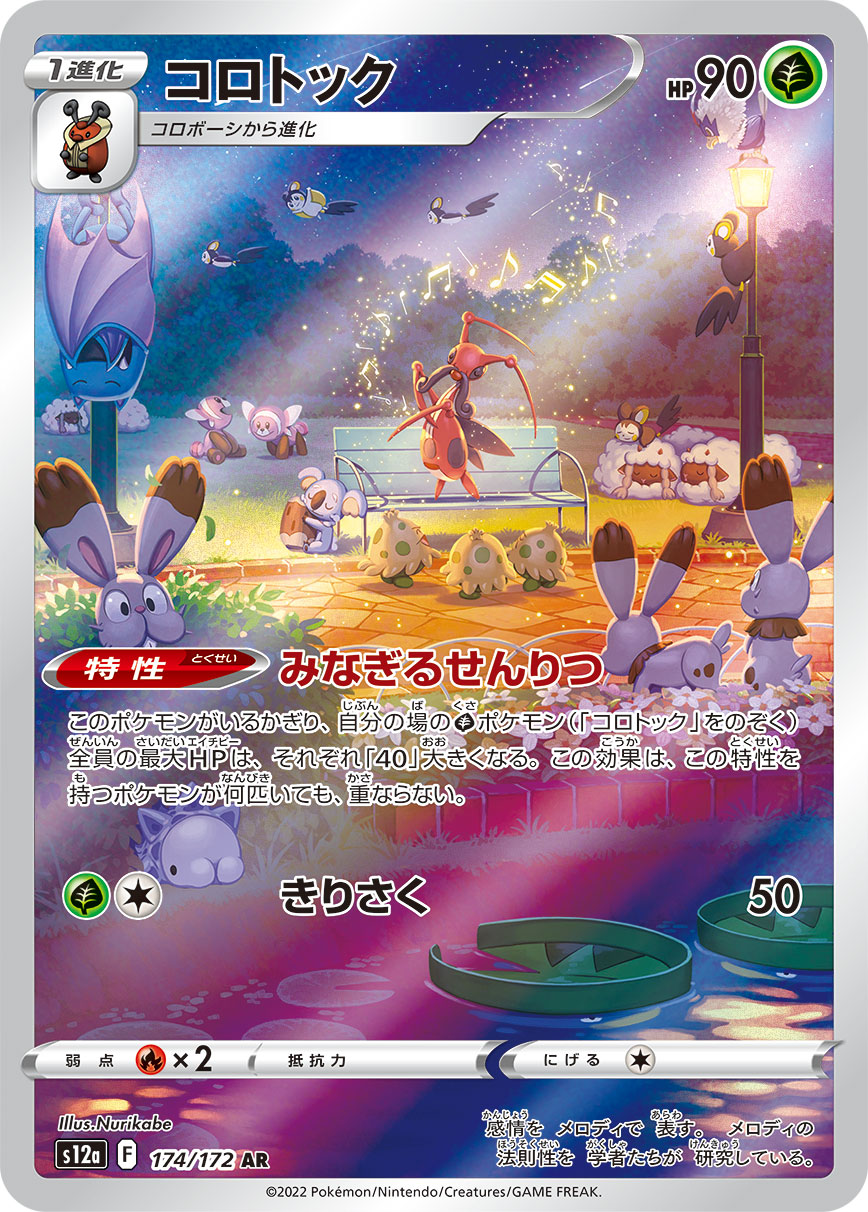 1進化
コロトック
HP90
コロボーシから進化
特性 とくせい みなぎるせんりつ
このポケモンがいるかぎり、自分の場のポケモン(「コロトック」をのぞく)
全員の最大HPは、それぞれ「40」大きくなる。この効果は、この特性を
持つポケモンが何匹いても、重ならない。
きりさく 50
弱点 ×2 抵抗力 にげる
Illus.Nurikabe
感情を メロディで 表す。 メロディの
法則性を 学者たちが 研究している。
s12a F 174/172 AR
©2022 Pokémon/Nintendo/Creatures/GAME FREAK.